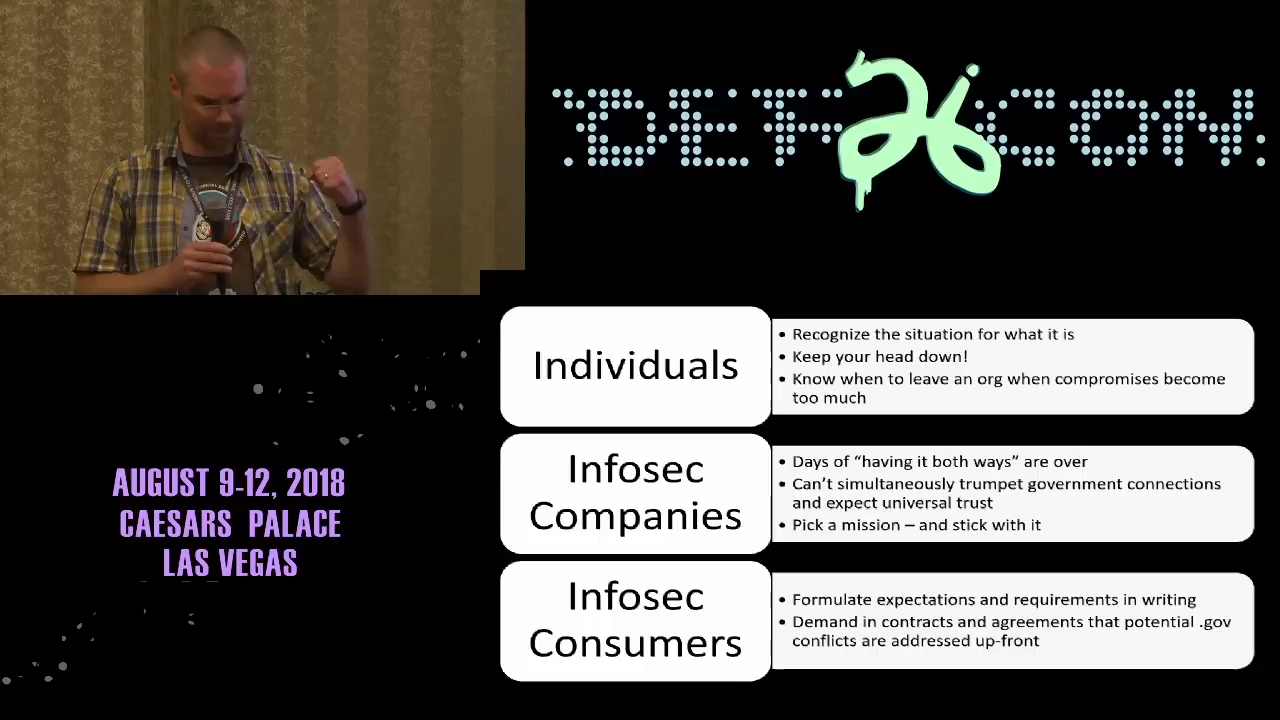 DEF 26 CON
Individuals
• Recognize the situation for what it is
• Keep your head down!
• Know when to leave an org when compromises become
too much
Infosec
Companies
• Days of “having it both ways” are over
• Can’t simultaneously trumpet government connections
and expect universal trust
• Pick a mission – and stick with it
Infosec
Consumers
• Formulate expectations and requirements in writing
• Demand in contracts and agreements that potential .gov
conflicts are addressed up-front
AUGUST 9-12, 2018
CAESARS PALACE
LAS VEGAS